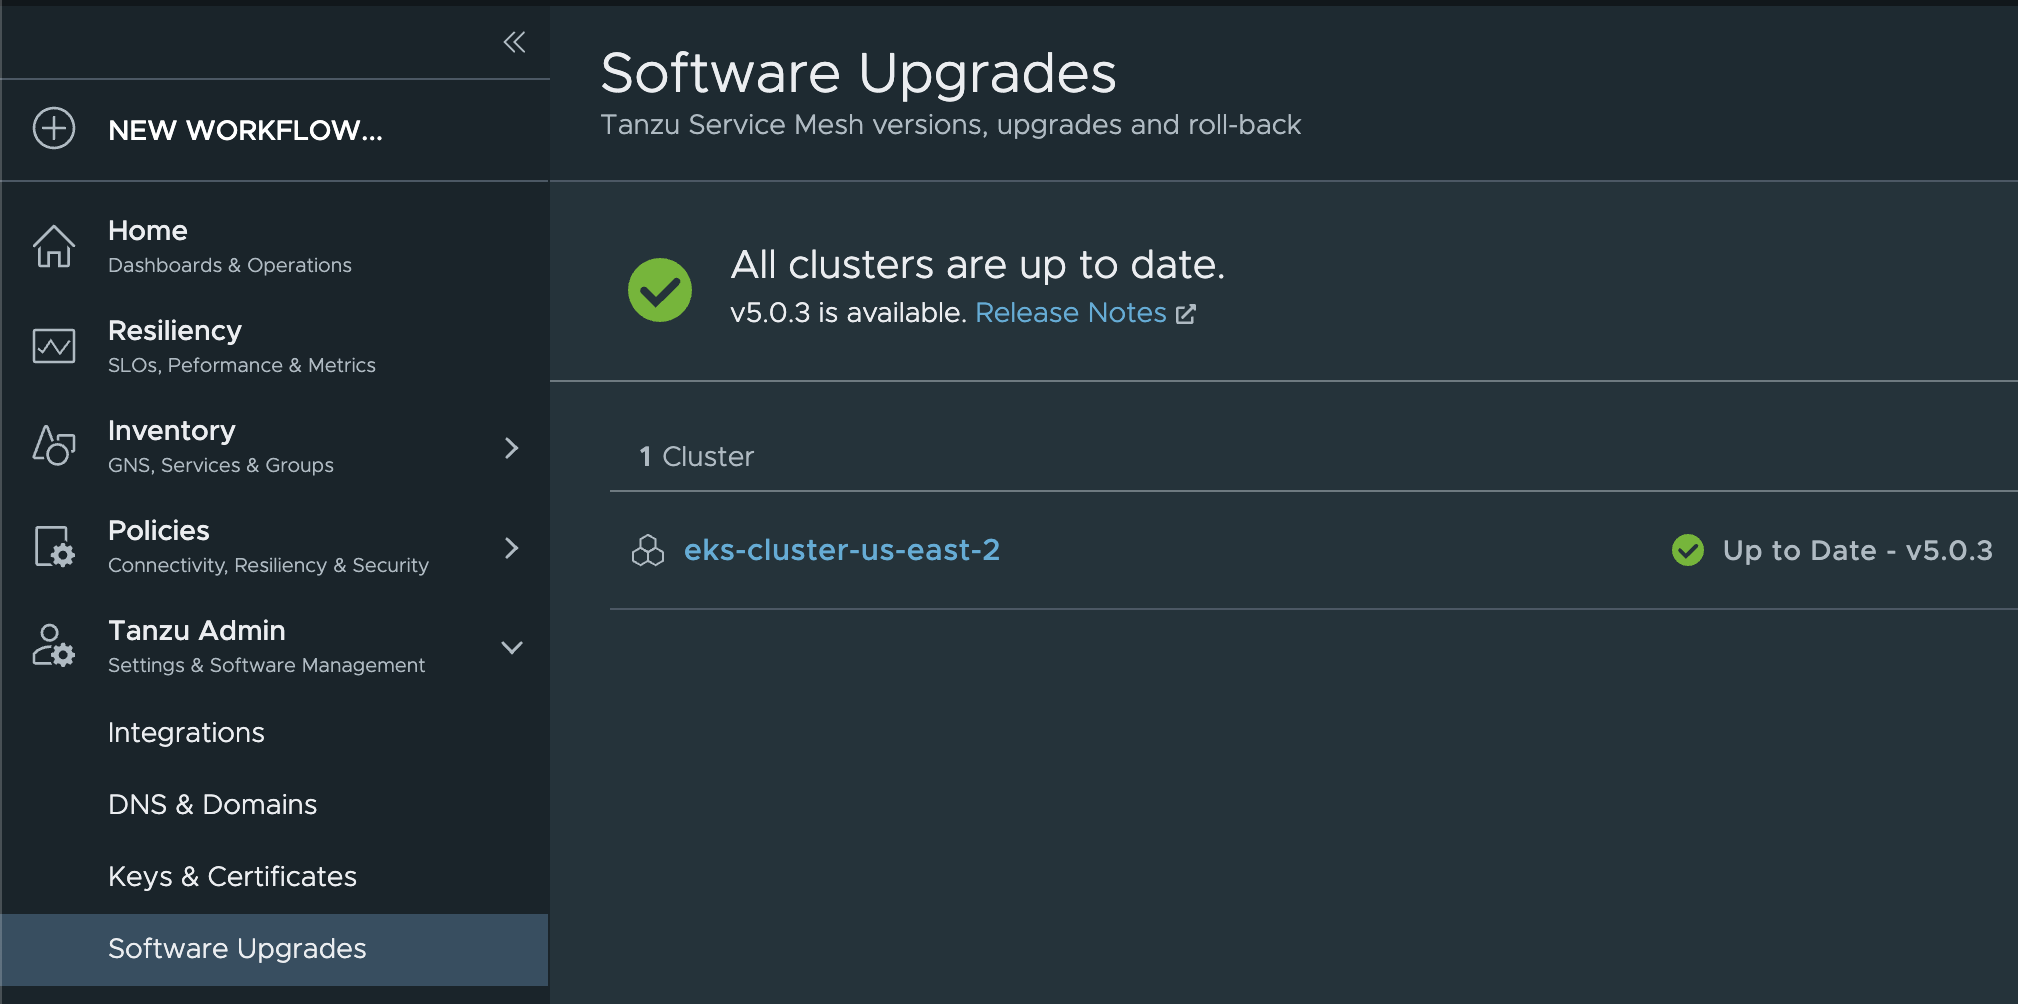 NEW WORKFLOW...
Home
Dashboards & Operations
Resiliency
SLOs, Peformance & Metrics
Inventory
GNS, Services & Groups
Policies
Connectivity, Resiliency & Security
Tanzu Admin
Settings & Software Management
Integrations
DNS & Domains
Keys & Certificates
Software Upgrades
Software Upgrades
Tanzu Service Mesh versions, upgrades and roll-back
All clusters are up to date.
v5.0.3 is available. Release Notes
1 Cluster
eks-cluster-us-east-2
Up to Date - v5.0.3